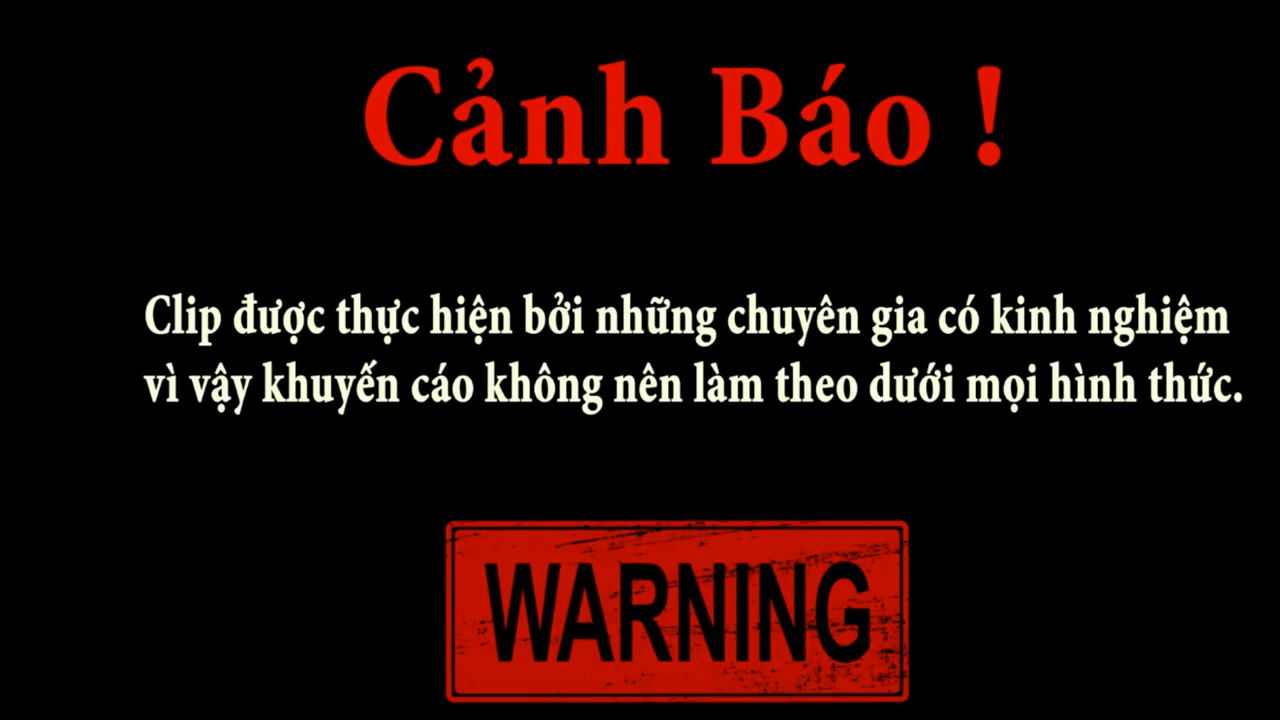 Cảnh Báo !
Clip được thực hiện bởi những chuyên gia có kinh nghiệm
vì vậy khuyến cáo không nên làm theo dưới mọi hình thức.
WARNING